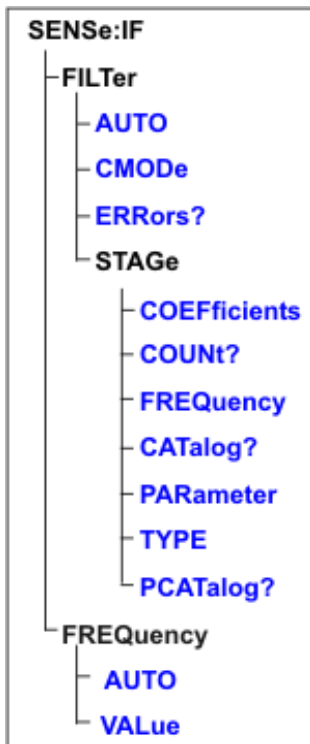 SENSe:IF
FILTer
AUTO
CMODe
ERRors?
STAGe
COEFficients
COUNt?
FREQuency
CATalog?
PARameter
TYPE
PCATalog?
FREQuency
AUTO
VALue